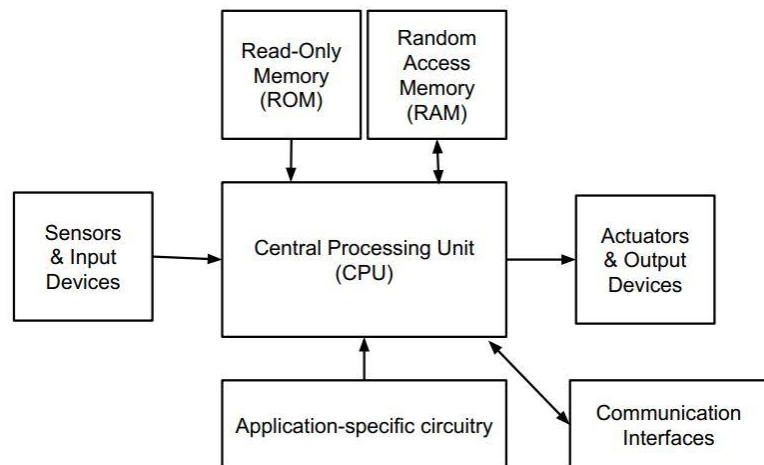 Read-Only
Memory
(ROM)
Random
Access
Memory
(RAM)
Sensors
& Input
Devices
Central Processing Unit
(CPU)
Actuators
& Output
Devices
Application-specific circuitry
Communication
Interfaces